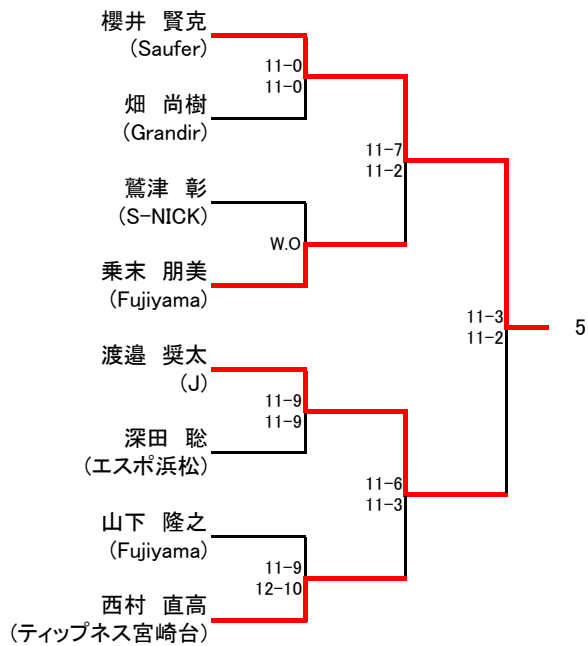 櫻井 賢克
(Saufer)
11-0
11-0
畑 尚樹
(Grandir)
11-7
11-2
鷲津 彰
(S-NICK)
W.O
乗末 朋美
(Fujiyama)
11-3
11-2
5
渡邉 奨太
(J)
11-9
11-9
深田 聡
(エスポ浜松)
11-6
11-3
山下 隆之
(Fujiyama)
11-9
12-10
西村 直高
(ティップネス宮崎台)